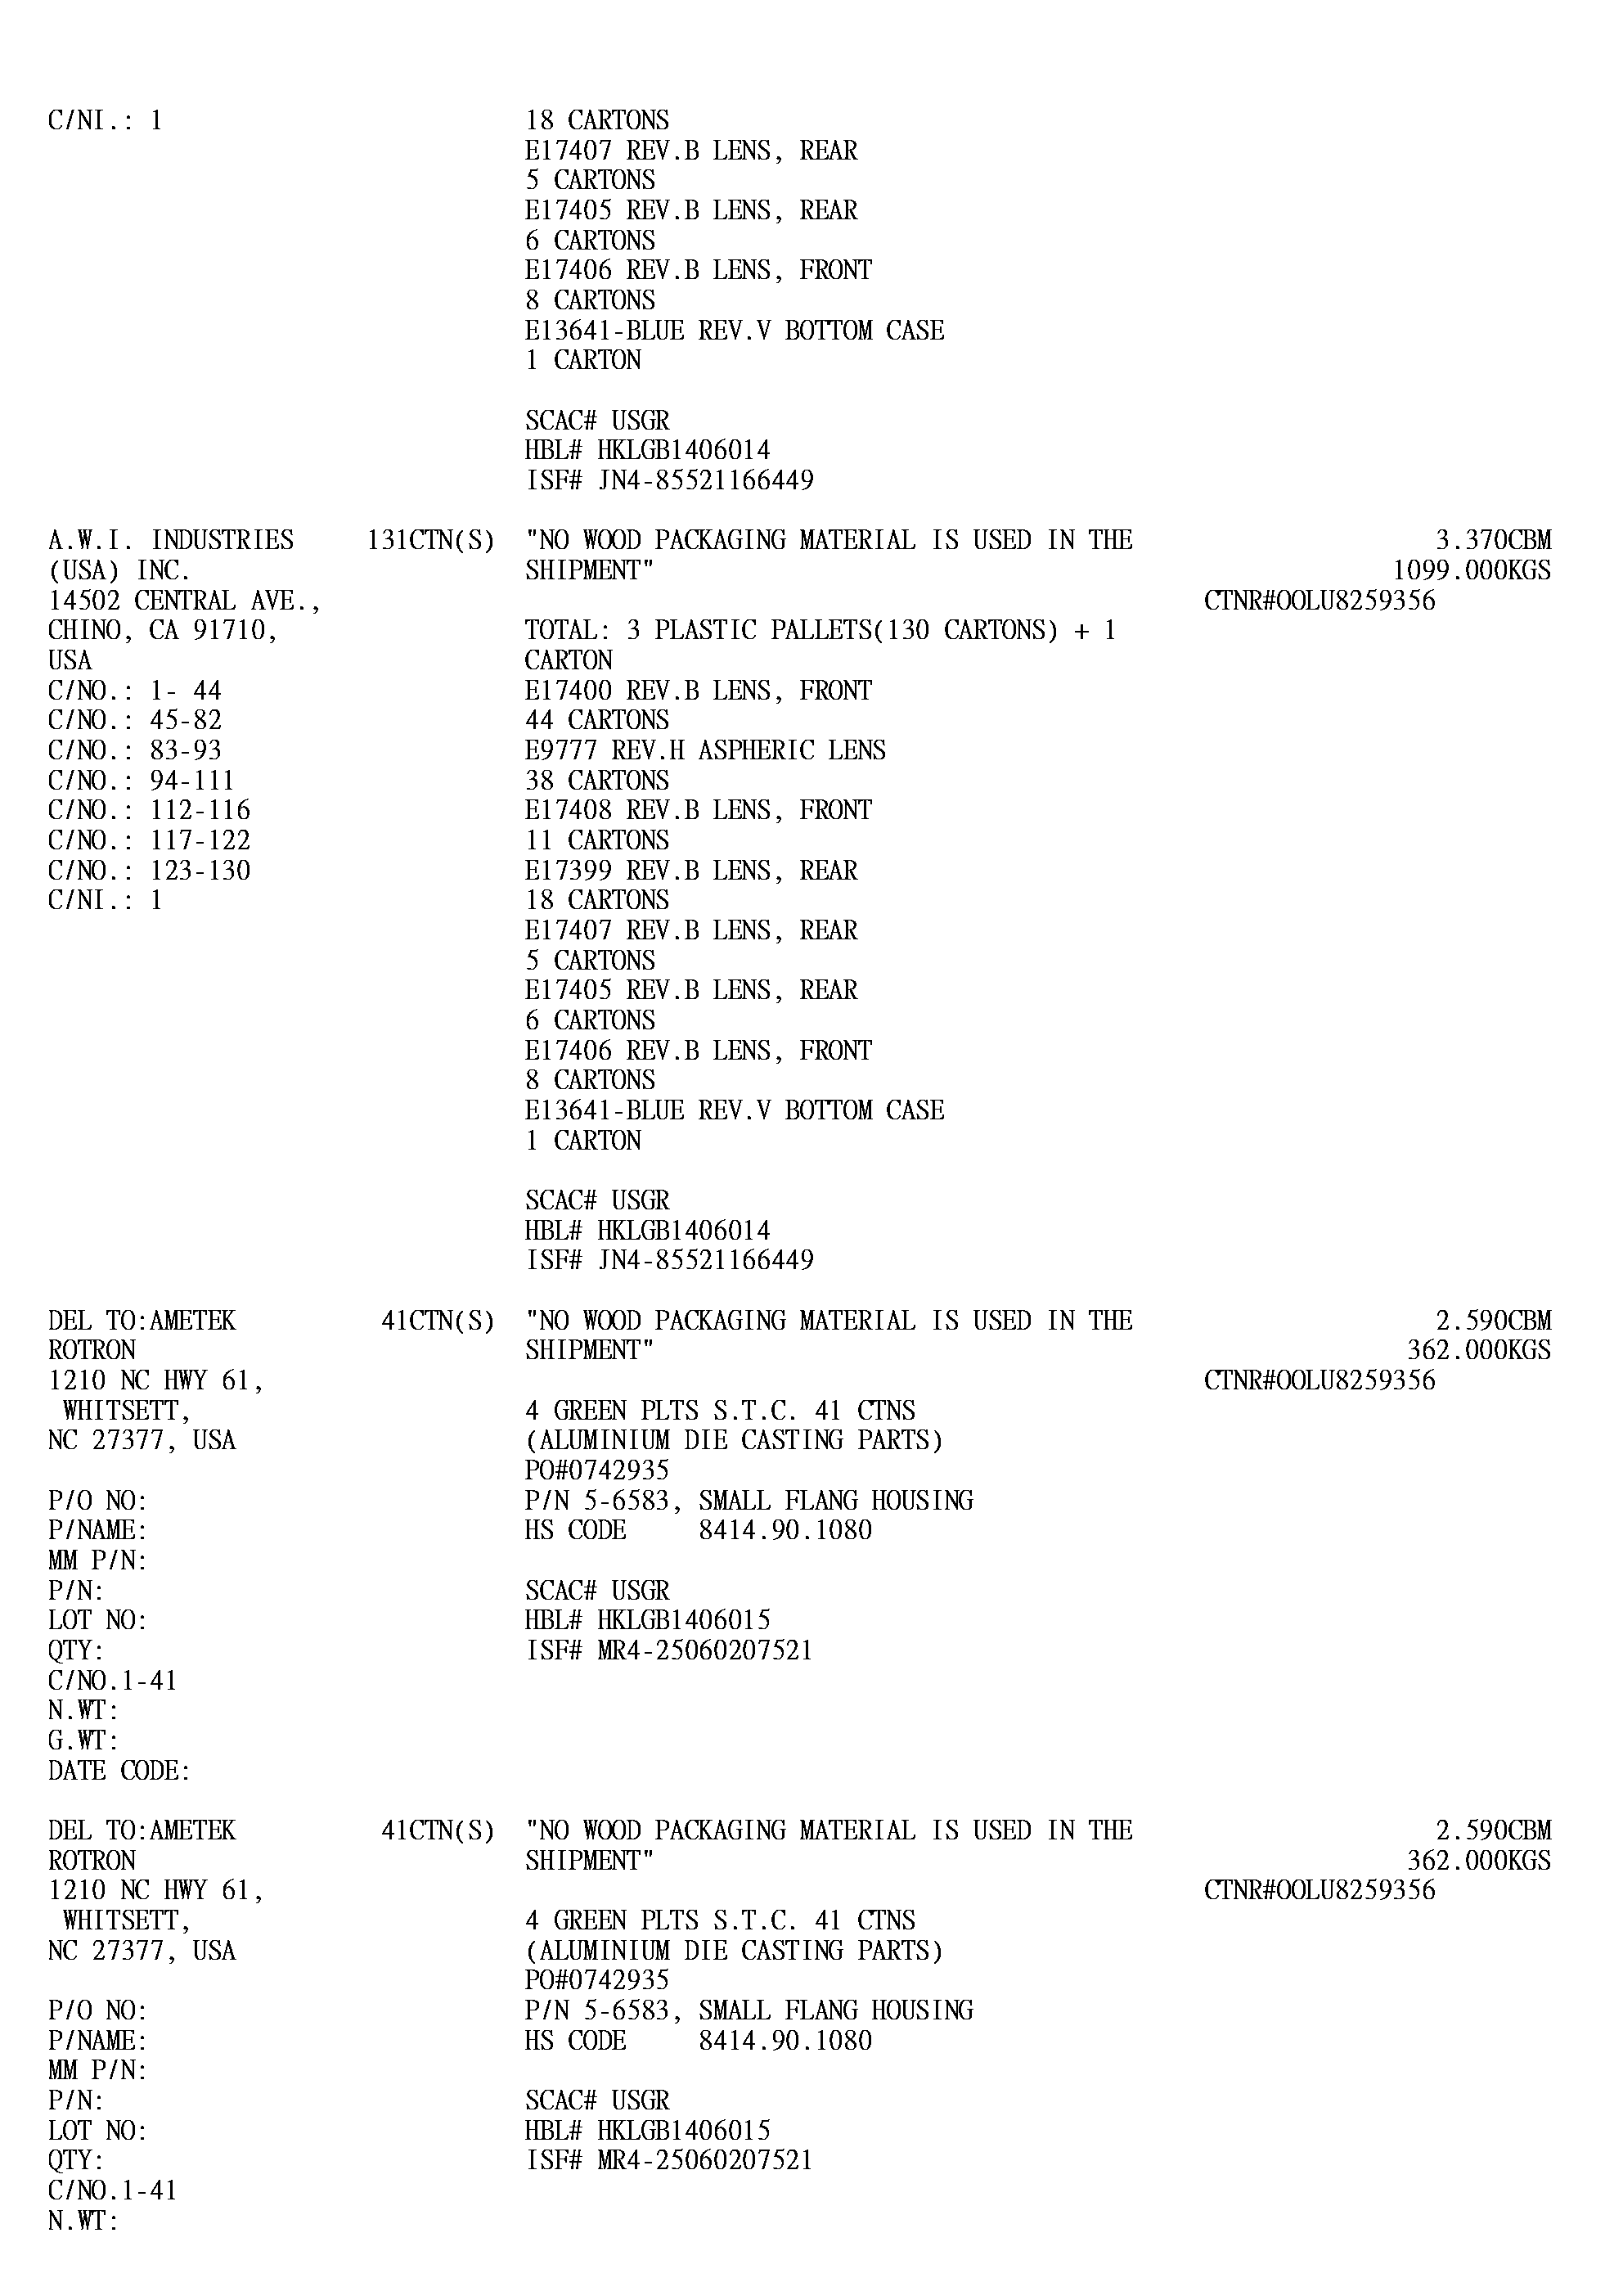 C/NI.: 1 18 CARTONS
E17407 REV.B LENS, REAR
5 CARTONS
E17405 REV.B LENS, REAR
6 CARTONS
E17406 REV.B LENS, FRONT
8 CARTONS
E13641-BLUE REV.V BOTTOM CASE
1 CARTON
SCAC# USGR
HBL# HKLGB1406014
ISF# JN4-85521166449
A.W.I. INDUSTRIES 131CTN(S) "NO WOOD PACKAGING MATERIAL IS USED IN THE 3.370CBM
(USA) INC. SHIPMENT" 1099.000KGS
14502 CENTRAL AVE., CTNR#OOLU8259356
CHINO, CA 91710, TOTAL: 3 PLASTIC PALLETS(130 CARTONS) + 1
USA CARTON
C/NO.: 1- 44 E17400 REV.B LENS, FRONT
C/NO.: 45-82 44 CARTONS
C/NO.: 83-93 E9777 REV.H ASPHERIC LENS
C/NO.: 94-111 38 CARTONS
C/NO.: 112-116 E17408 REV.B LENS, FRONT
C/NO.: 117-122 11 CARTONS
C/NO.: 123-130 E17399 REV.B LENS, REAR
C/NI.: 1 18 CARTONS
E17407 REV.B LENS, REAR
5 CARTONS
E17405 REV.B LENS, REAR
6 CARTONS
E17406 REV.B LENS, FRONT
8 CARTONS
E13641-BLUE REV.V BOTTOM CASE
1 CARTON
SCAC# USGR
HBL# HKLGB1406014
ISF# JN4-85521166449
DEL TO:AMETEK 41CTN(S) "NO WOOD PACKAGING MATERIAL IS USED IN THE 2.590CBM
ROTRON SHIPMENT" 362.000KGS
1210 NC HWY 61, CTNR#OOLU8259356
WHITSETT, 4 GREEN PLTS S.T.C. 41 CTNS
NC 27377, USA (ALUMINIUM DIE CASTING PARTS)
PO#0742935
P/O NO: P/N 5-6583, SMALL FLANG HOUSING
P/NAME: HS CODE 8414.90.1080
MM P/N:
P/N: SCAC# USGR
LOT NO: HBL# HKLGB1406015
QTY: ISF# MR4-25060207521
C/NO.1-41
N.WT:
G.WT:
DATE CODE:
DEL TO:AMETEK 41CTN(S) "NO WOOD PACKAGING MATERIAL IS USED IN THE 2.590CBM
ROTRON SHIPMENT" 362.000KGS
1210 NC HWY 61, CTNR#OOLU8259356
WHITSETT, 4 GREEN PLTS S.T.C. 41 CTNS
NC 27377, USA (ALUMINIUM DIE CASTING PARTS)
PO#0742935
P/O NO: P/N 5-6583, SMALL FLANG HOUSING
P/NAME: HS CODE 8414.90.1080
MM P/N:
P/N: SCAC# USGR
LOT NO: HBL# HKLGB1406015
QTY: ISF# MR4-25060207521
C/NO.1-41
N.WT: